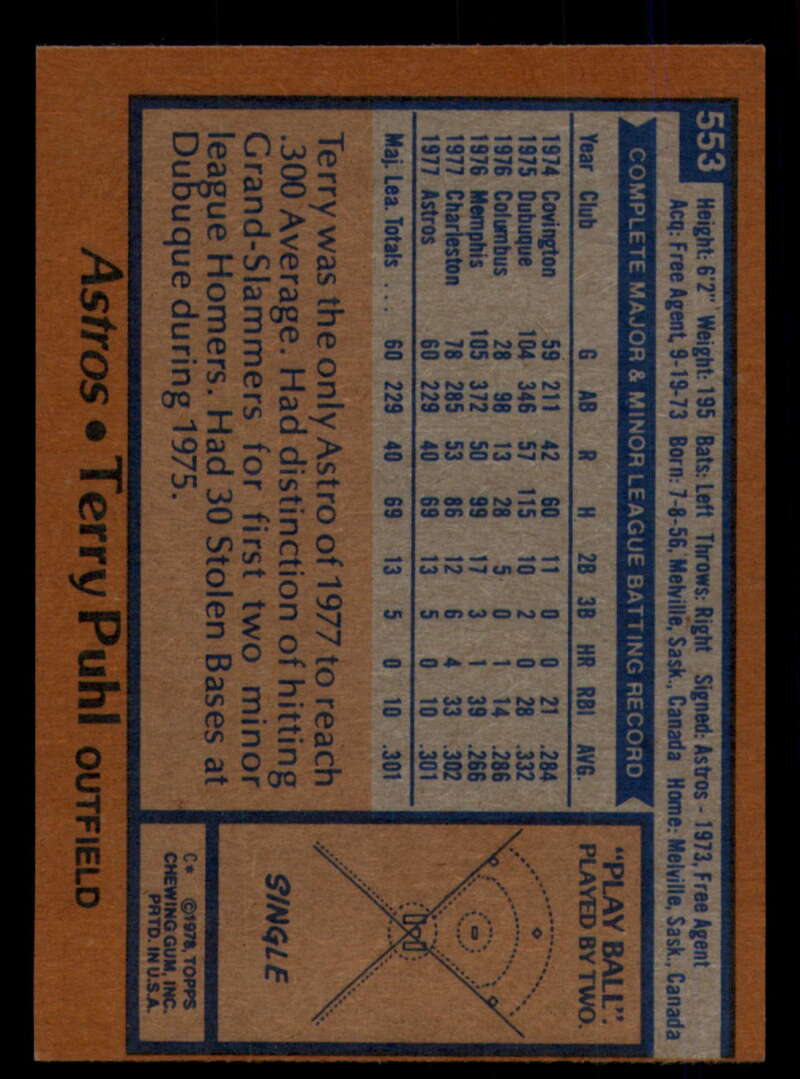 553
Height: 6'2" Weight: 195 Bats: Left Throws: Right Signed: Astros - 1973, Free Agent
Acq: Free Agent, 9-19-73 Born: 7-8-56, Melville, Sask., Canada Home: Melville, Sask., Canada
COMPLETE MAJOR & MINOR LEAGUE BATTING RECORD
Year Club G AB R H 2B 3B HR RBI AVG.
1974 Covington 59 211 42 60 11 0 0 21 .284
1975 Dubuque 104 346 57 115 10 2 0 28 .332
1976 Columbus 28 98 13 28 5 0 1 14 .286
1976 Memphis 105 372 50 99 17 3 1 39 .266
1977 Charleston 78 285 53 86 12 6 4 33 .302
1977 Astros 60 229 40 69 13 5 0 10 .301
Maj. Lea. Totals ... 60 229 40 69 13 5 0 10 .301
Terry was the only Astro of 1977 to reach
.300 Average. Had distinction of hitting
Grand-Slammers for first two minor
league Homers. Had 30 Stolen Bases at
Dubuque during 1975.
"PLAY BALL".
PLAYED BY TWO.
SINGLE
C* ©1978, TOPPS
CHEWING GUM, INC.
PRTD. IN U.S.A.
Astros • Terry Puhl OUTFIELD